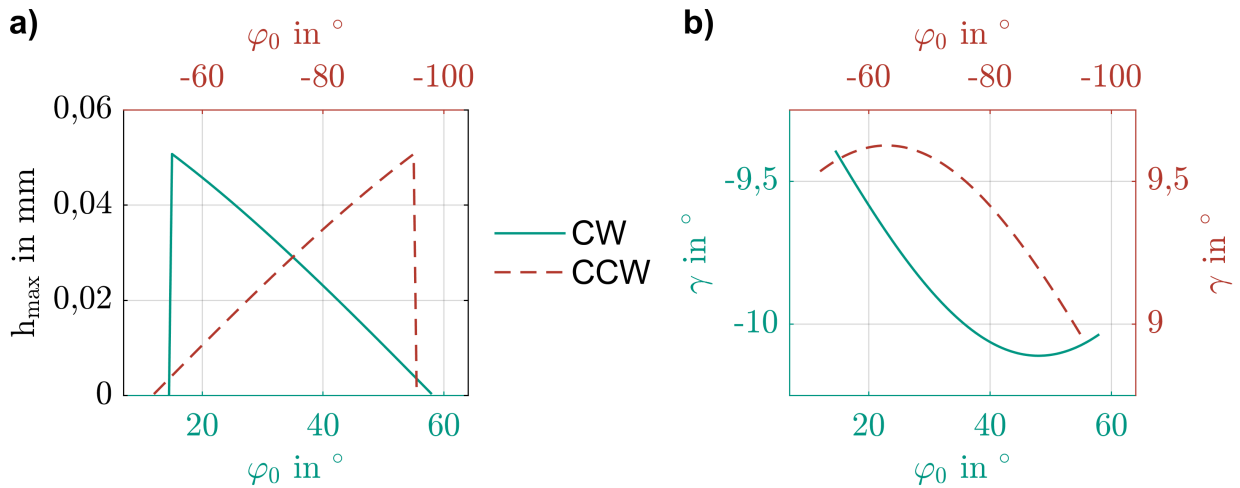 a)
φ₀ in °
-60 -80 -100
0,06
0,04
0,02
0
h_max in mm
20 40 60
φ₀ in °
CW
CCW
b)
φ₀ in °
-60 -80 -100
-9,5
-10
γ in °
9,5
9
γ in °
20 40 60
φ₀ in °